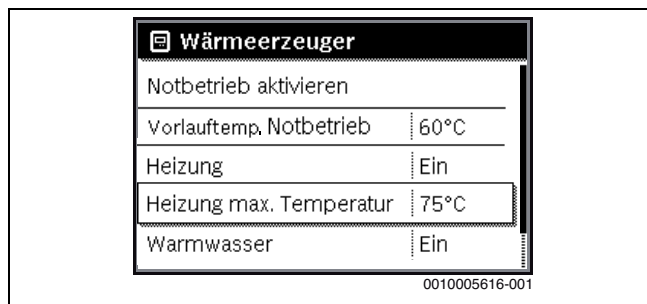 Wärmeerzeuger
Notbetrieb aktivieren
Vorlauftemp. Notbetrieb 60°C
Heizung Ein
Heizung max. Temperatur 75°C
Warmwasser Ein
0010005616-001